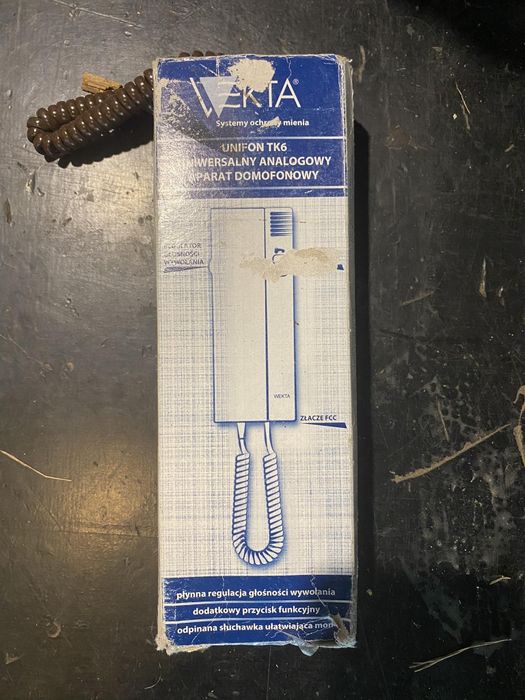 WEKTA®
Systemy ochrony mienia
UNIFON TK6
UNIWERSALNY ANALOGOWY
APARAT DOMOFONOWY
REGULATOR
GŁOŚNOŚCI
WYWOŁANIA
WEKTA
ZŁĄCZE FCC
płynna regulacja głośności wywołania
dodatkowy przycisk funkcyjny
odpinana słuchawka ułatwiająca mon